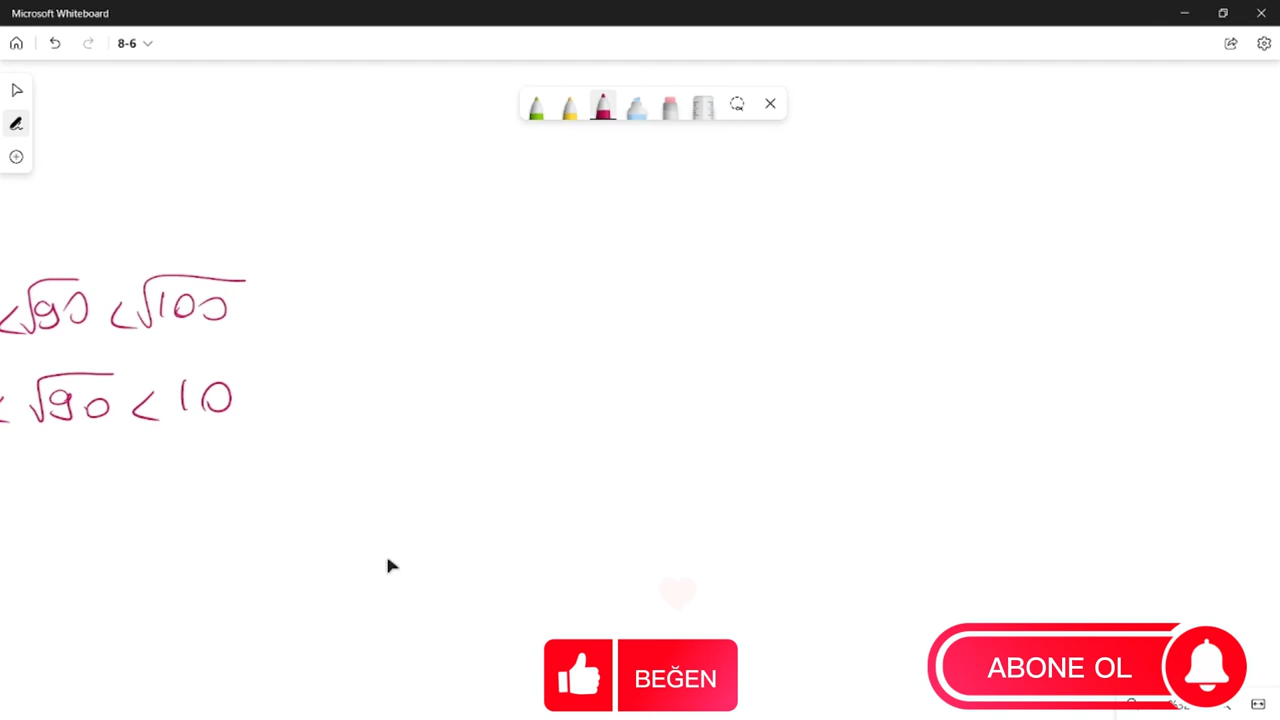 Microsoft Whiteboard
8-6
<√90 <√100
< √90 < 10
BEĞEN
ABONE OL